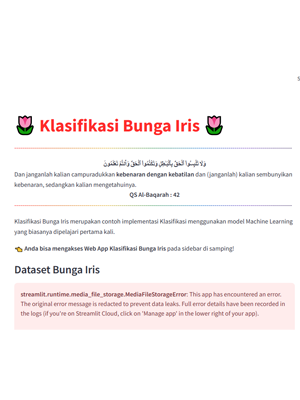 5
Klasifikasi Bunga Iris
وَلَا تَلْبِسُوا الْحَقَّ بِالْبَاطِلِ وَتَكْتُمُوا الْحَقَّ وَأَنْتُمْ تَعْلَمُونَ
Dan janganlah kalian campuradukkan kebenaran dengan kebatilan dan (janganlah) kalian sembunyikan
kebenaran, sedangkan kalian mengetahuinya.
QS Al-Baqarah : 42
Klasifikasi Bunga Iris merupakan contoh implementasi Klasifikasi menggunakan model Machine Learning
yang biasanya dipelajari pertama kali.
👈 Anda bisa mengakses Web App Klasifikasi Bunga Iris pada sidebar di samping!
Dataset Bunga Iris
streamlit.runtime.media_file_storage.MediaFileStorageError: This app has encountered an error.
The original error message is redacted to prevent data leaks. Full error details have been recorded in
the logs (if you're on Streamlit Cloud, click on 'Manage app' in the lower right of your app).